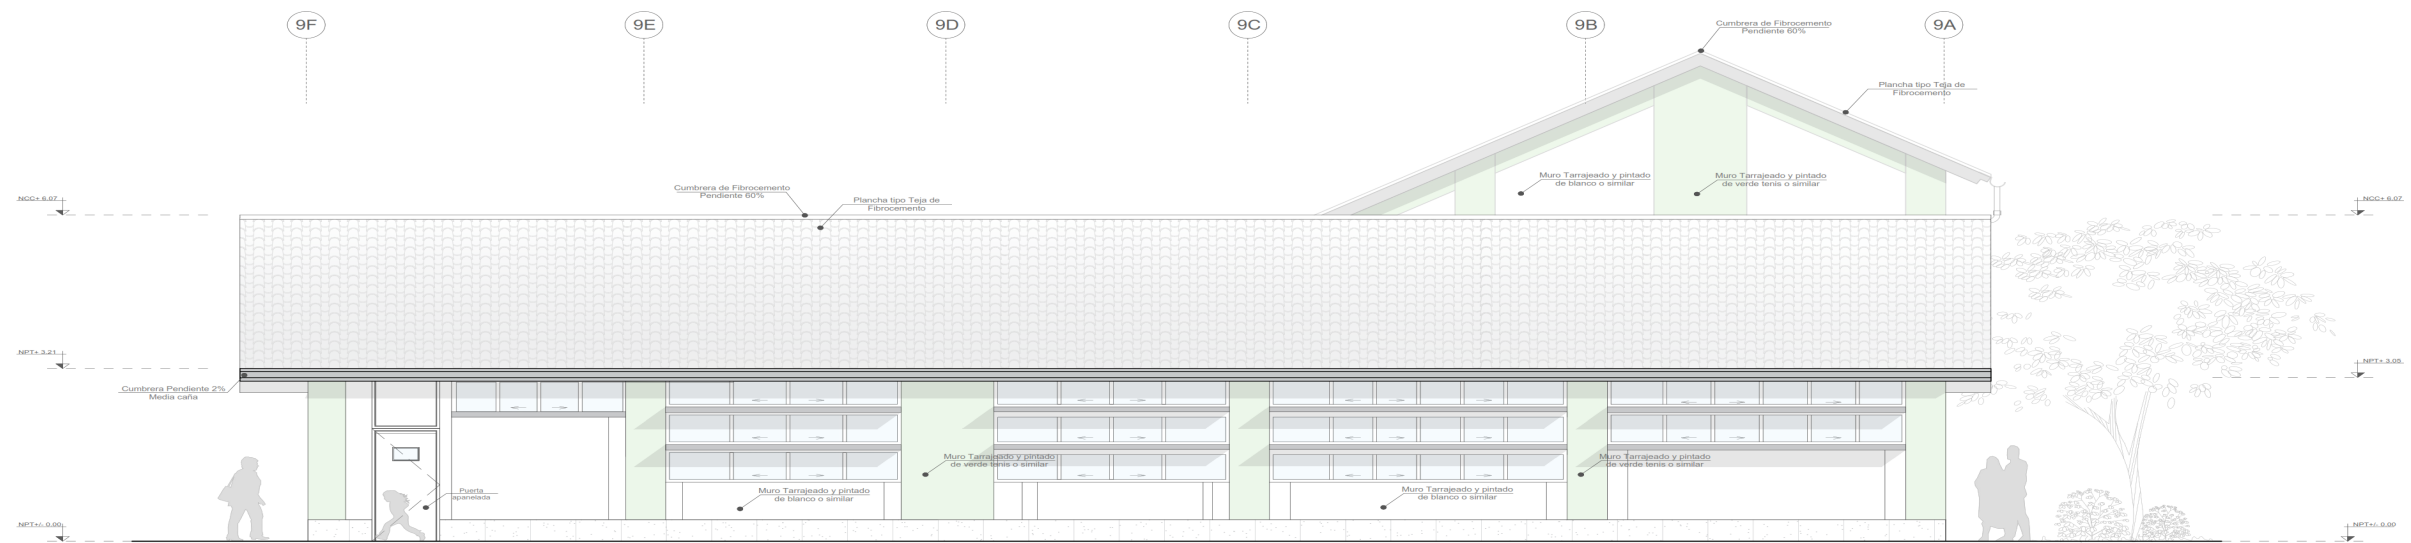 9F
9E
9D
9C
9B
9A
Cumbrera de Fibrocemento
Pendiente 60%
Plancha tipo Teja de
Fibrocemento
Muro Tarrajeado y pintado
de blanco o similar
Muro Tarrajeado y pintado
de verde tenis o similar
Cumbrera de Fibrocemento
Pendiente 60%
Plancha tipo Teja de
Fibrocemento
NCC+ 6.07
NCC+ 6.07
NPT+ 3.21
NPT+ 3.05
Cumbrera Pendiente 2%
Media caña
Muro Tarrajeado y pintado
de verde tenis o similar
Muro Tarrajeado y pintado
de verde tenis o similar
Puerta
apanelada
Muro Tarrajeado y pintado
de blanco o similar
Muro Tarrajeado y pintado
de blanco o similar
NPT+/- 0.00
NPT+/- 0.00